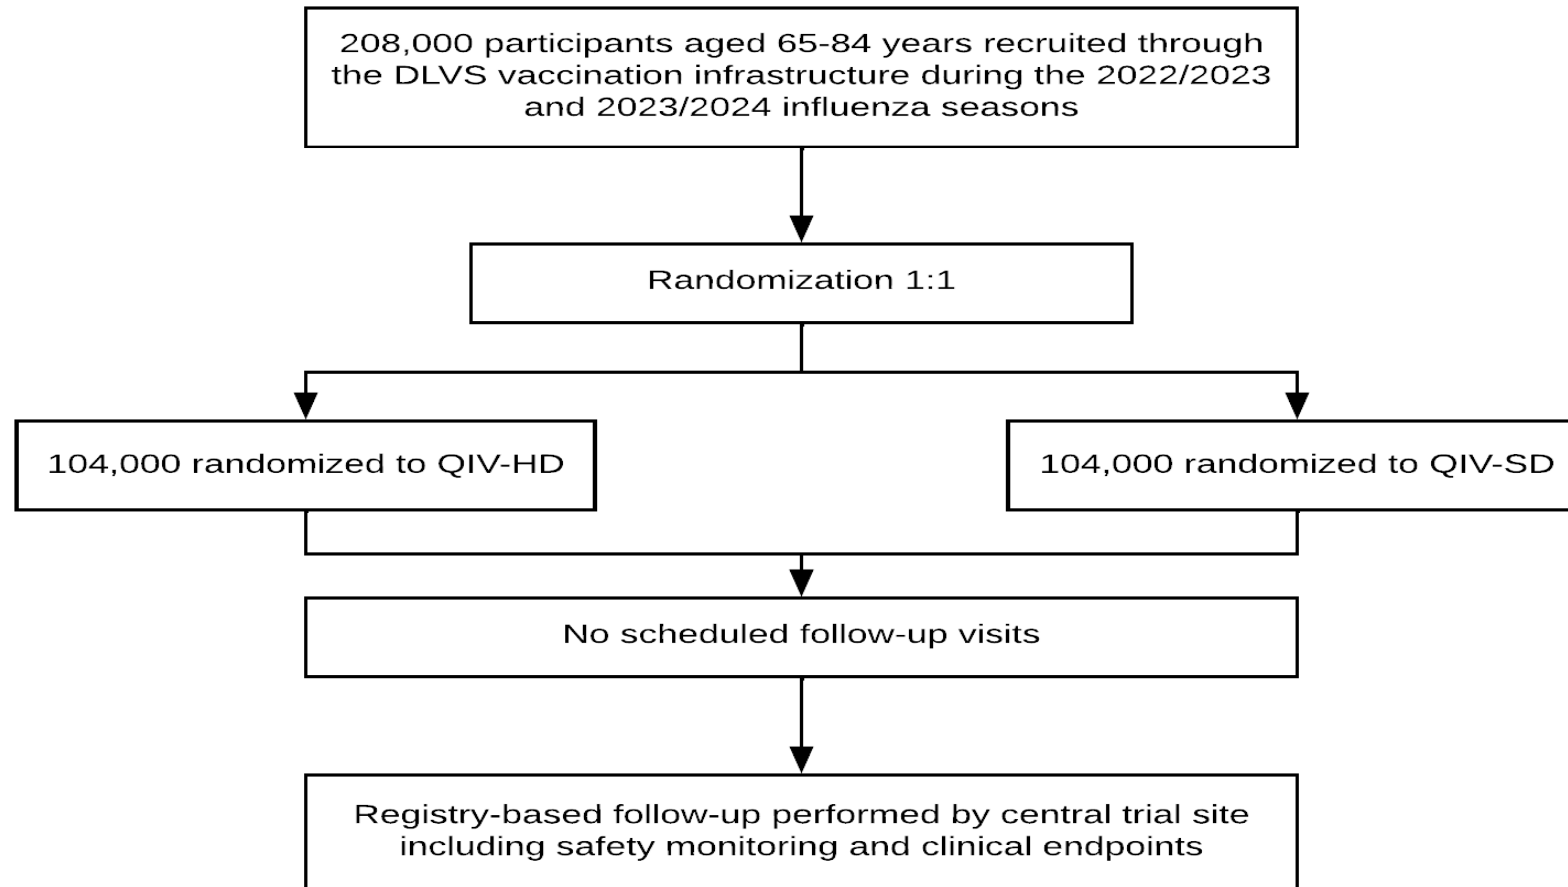 208,000 participants aged 65-84 years recruited through
the DLVS vaccination infrastructure during the 2022/2023
and 2023/2024 influenza seasons
Randomization 1:1
104,000 randomized to QIV-HD
104,000 randomized to QIV-SD
No scheduled follow-up visits
Registry-based follow-up performed by central trial site
including safety monitoring and clinical endpoints